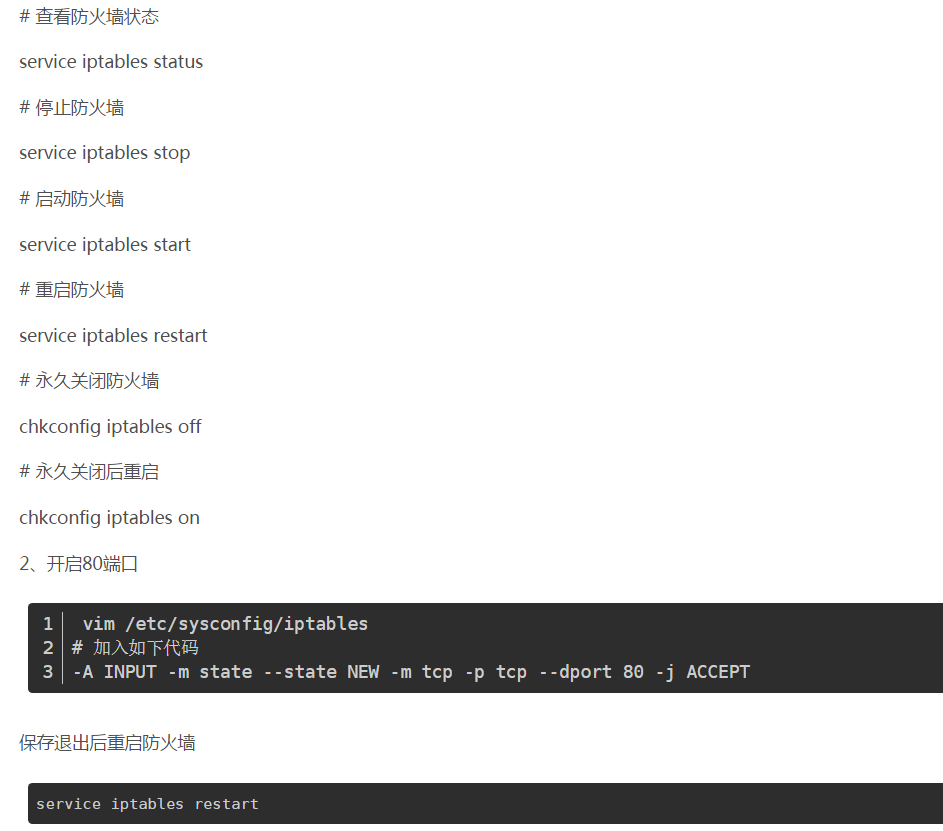 # 查看防火墙状态
service iptables status
# 停止防火墙
service iptables stop
# 启动防火墙
service iptables start
# 重启防火墙
service iptables restart
# 永久关闭防火墙
chkconfig iptables off
# 永久关闭后重启
chkconfig iptables on
2、开启80端口
1 vim /etc/sysconfig/iptables
2 # 加入如下代码
3 -A INPUT -m state --state NEW -m tcp -p tcp --dport 80 -j ACCEPT
保存退出后重启防火墙
service iptables restart